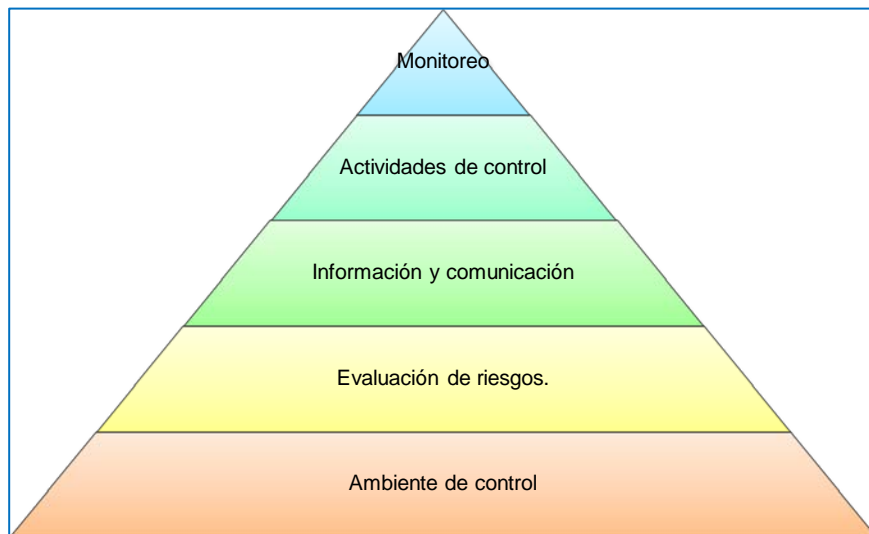 Monitoreo
Actividades de control
Información y comunicación
Evaluación de riesgos.
Ambiente de control